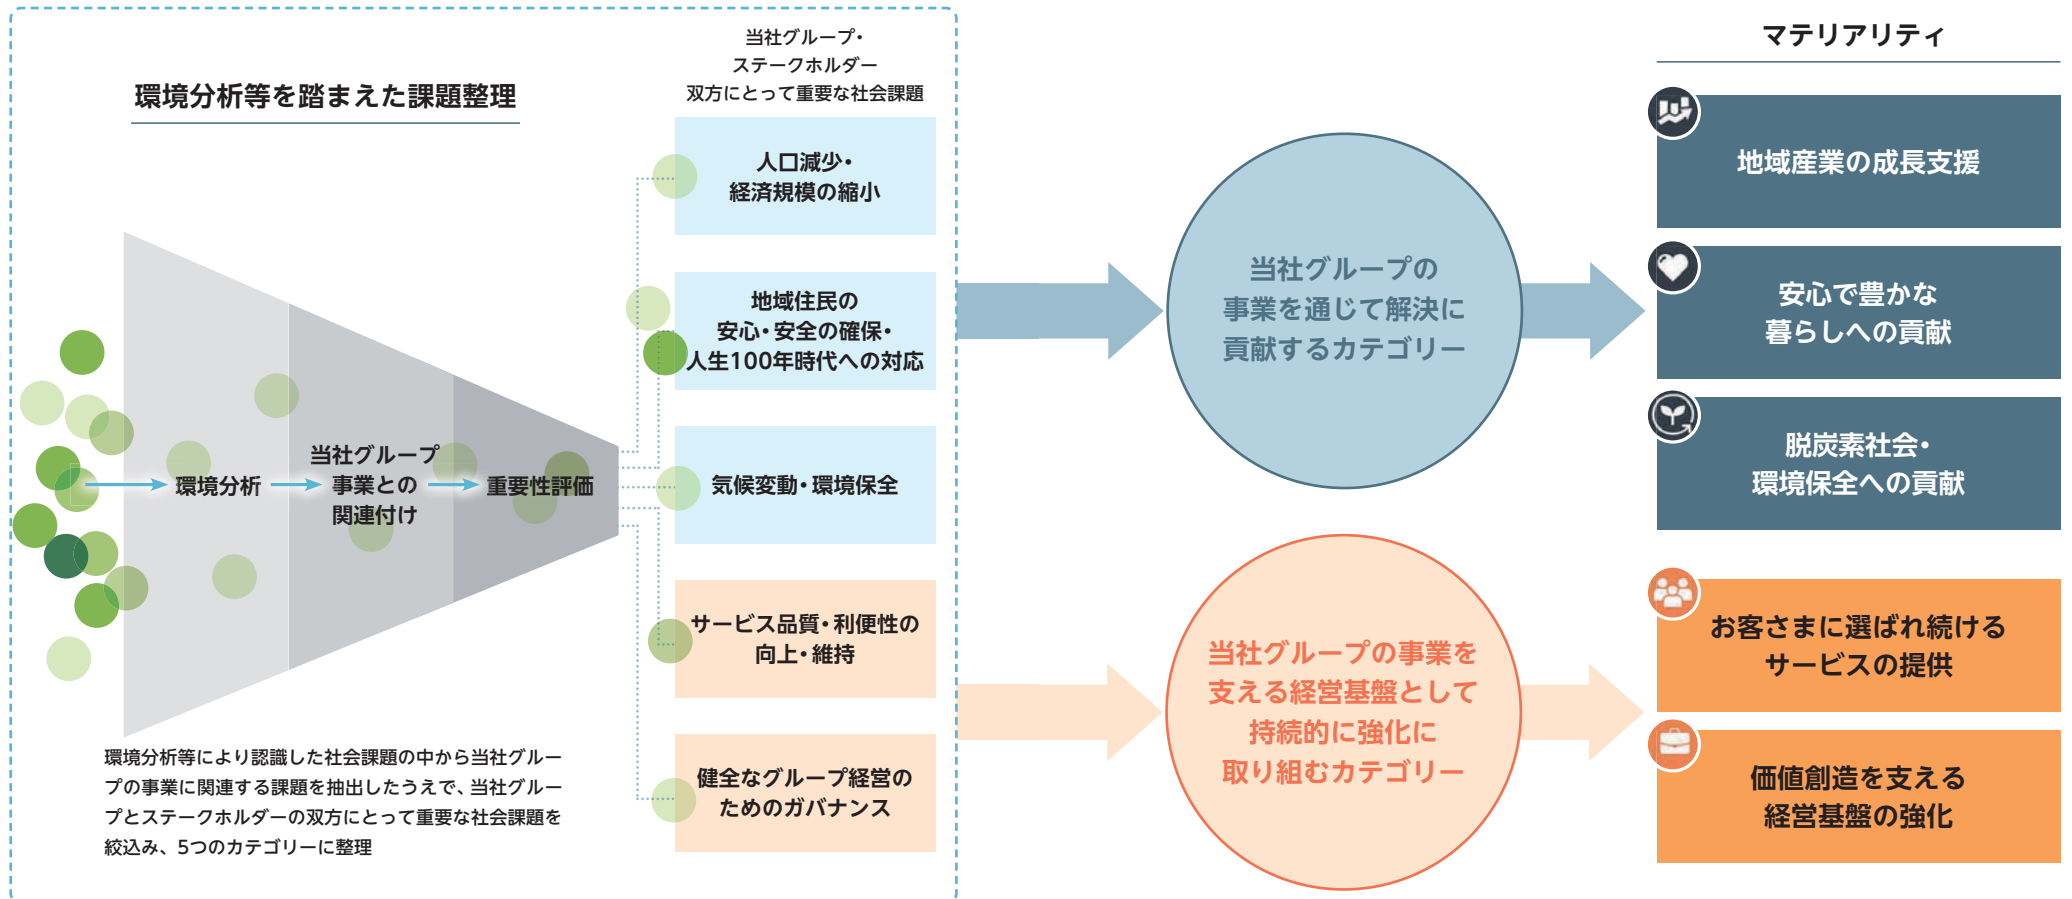 環境分析等を踏まえた課題整理
環境分析
当社グループ
事業との
関連付け
重要性評価
環境分析等により認識した社会課題の中から当社グルー
プの事業に関連する課題を抽出したうえで、当社グルー
プとステークホルダーの双方にとって重要な社会課題を
絞込み、5つのカテゴリーに整理
当社グループ・
ステークホルダー
双方にとって重要な社会課題
人口減少・
経済規模の縮小
地域住民の
安心・安全の確保・
人生100年時代への対応
気候変動・環境保全
サービス品質・利便性の
向上・維持
健全なグループ経営の
ためのガバナンス
当社グループの
事業を通じて解決に
貢献するカテゴリー
当社グループの事業を
支える経営基盤として
持続的に強化に
取り組むカテゴリー
マテリアリティ
地域産業の成長支援
安心で豊かな
暮らしへの貢献
脱炭素社会・
環境保全への貢献
お客さまに選ばれ続ける
サービスの提供
価値創造を支える
経営基盤の強化